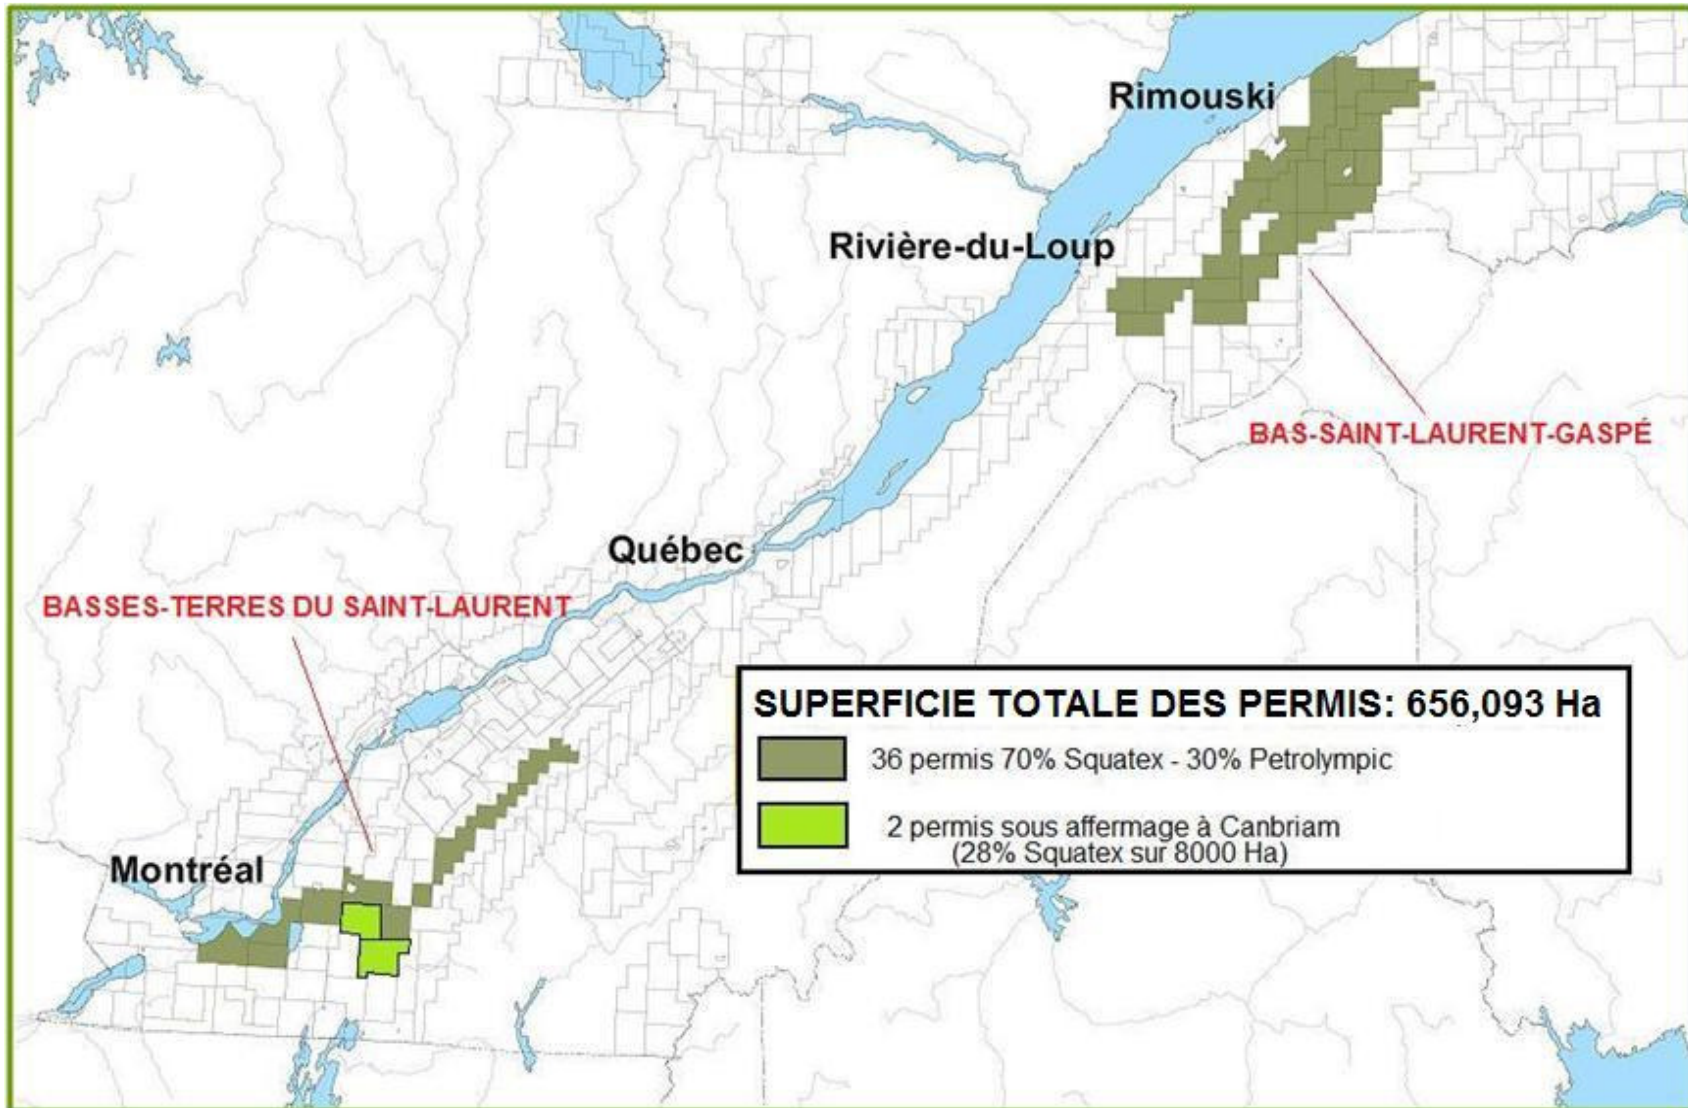 Rimouski
Rivière-du-Loup
BAS-SAINT-LAURENT-GASPÉ
Québec
BASSES-TERRES DU SAINT-LAURENT
Montréal
SUPERFICIE TOTALE DES PERMIS: 656,093 Ha
36 permis 70% Squatex - 30% Petrolympic
2 permis sous affermage à Canbriam
(28% Squatex sur 8000 Ha)